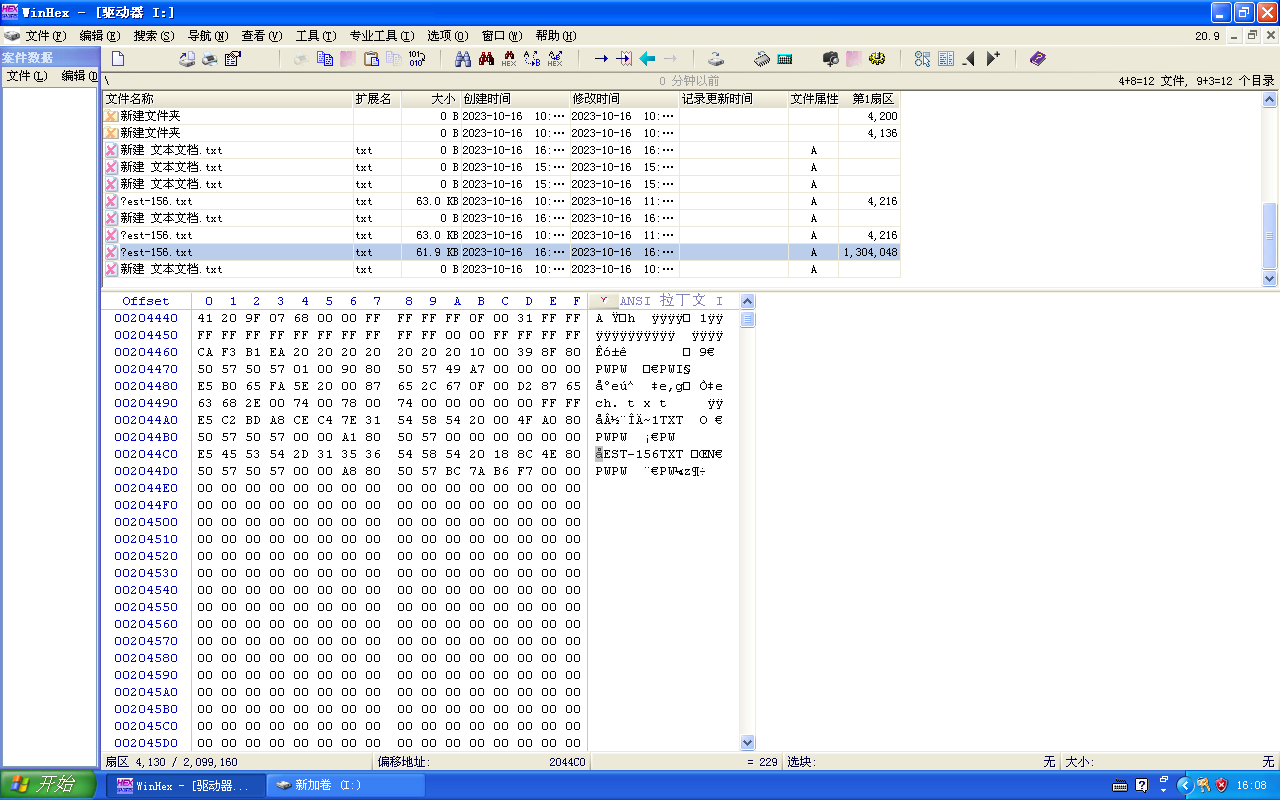 WinHex - [驱动器 I:]
文件(F) 编辑(E) 搜索(S) 导航(N) 查看(V) 工具(T) 专业工具(I) 选项(O) 窗口(W) 帮助(H) 20.9
案件数据
文件(L) 编辑(D
\ 0 分钟以前 4+8=12 文件, 9+3=12 个目录
文件名称 扩展名 大小 创建时间 修改时间 记录更新时间 文件属性 第1扇区
新建文件夹 0 B 2023-10-16 10:… 2023-10-16 10:… 4,200
新建文件夹 0 B 2023-10-16 10:… 2023-10-16 10:… 4,136
新建 文本文档.txt txt 0 B 2023-10-16 16:… 2023-10-16 16:… A
新建 文本文档.txt txt 0 B 2023-10-16 15:… 2023-10-16 15:… A
新建 文本文档.txt txt 0 B 2023-10-16 15:… 2023-10-16 15:… A
?est-156.txt txt 63.0 KB 2023-10-16 10:… 2023-10-16 11:… A 4,216
新建 文本文档.txt txt 0 B 2023-10-16 16:… 2023-10-16 16:… A
?est-156.txt txt 63.0 KB 2023-10-16 10:… 2023-10-16 11:… A 4,216
?est-156.txt txt 61.9 KB 2023-10-16 16:… 2023-10-16 16:… A 1,304,048
新建 文本文档.txt txt 0 B 2023-10-16 10:… 2023-10-16 10:… A
Offset 0 1 2 3 4 5 6 7 8 9 A B C D E F ANSI 拉丁文 I
00204440 41 20 9F 07 68 00 00 FF FF FF FF 0F 00 31 FF FF A Ÿ□h ÿÿÿÿ□ 1ÿÿ
00204450 FF FF FF FF FF FF FF FF FF FF 00 00 FF FF FF FF ÿÿÿÿÿÿÿÿÿÿ ÿÿÿÿ
00204460 CA F3 B1 EA 20 20 20 20 20 20 20 10 00 39 8F 80 Êó±ê □ 9€
00204470 50 57 50 57 01 00 90 80 50 57 49 A7 00 00 00 00 PWPW □€PWI§
00204480 E5 B0 65 FA 5E 20 00 87 65 2C 67 0F 00 D2 87 65 å°eú^ ‡e,g□ Ò‡e
00204490 63 68 2E 00 74 00 78 00 74 00 00 00 00 00 FF FF ch. t x t ÿÿ
002044A0 E5 C2 BD A8 CE C4 7E 31 54 58 54 20 00 4F A0 80 å½¨ÎÄ~1TXT O €
002044B0 50 57 50 57 00 00 A1 80 50 57 00 00 00 00 00 00 PWPW ¡€PW
002044C0 E5 45 53 54 2D 31 35 36 54 58 54 20 18 8C 4E 80 åEST-156TXT □ŒN€
002044D0 50 57 50 57 00 00 A8 80 50 57 BC 7A B6 F7 00 00 PWPW ¨€PW¼z¶÷
002044E0 00 00 00 00 00 00 00 00 00 00 00 00 00 00 00 00
002044F0 00 00 00 00 00 00 00 00 00 00 00 00 00 00 00 00
00204500 00 00 00 00 00 00 00 00 00 00 00 00 00 00 00 00
00204510 00 00 00 00 00 00 00 00 00 00 00 00 00 00 00 00
00204520 00 00 00 00 00 00 00 00 00 00 00 00 00 00 00 00
00204530 00 00 00 00 00 00 00 00 00 00 00 00 00 00 00 00
00204540 00 00 00 00 00 00 00 00 00 00 00 00 00 00 00 00
00204550 00 00 00 00 00 00 00 00 00 00 00 00 00 00 00 00
00204560 00 00 00 00 00 00 00 00 00 00 00 00 00 00 00 00
00204570 00 00 00 00 00 00 00 00 00 00 00 00 00 00 00 00
00204580 00 00 00 00 00 00 00 00 00 00 00 00 00 00 00 00
00204590 00 00 00 00 00 00 00 00 00 00 00 00 00 00 00 00
002045A0 00 00 00 00 00 00 00 00 00 00 00 00 00 00 00 00
002045B0 00 00 00 00 00 00 00 00 00 00 00 00 00 00 00 00
002045C0 00 00 00 00 00 00 00 00 00 00 00 00 00 00 00 00
002045D0 00 00 00 00 00 00 00 00 00 00 00 00 00 00 00 00
扇区 4,130 / 2,099,160 偏移地址: 2044C0 = 229 选块: 无 大小: 无
开始 WinHex - [驱动器... 新加卷 (I:) 16:08